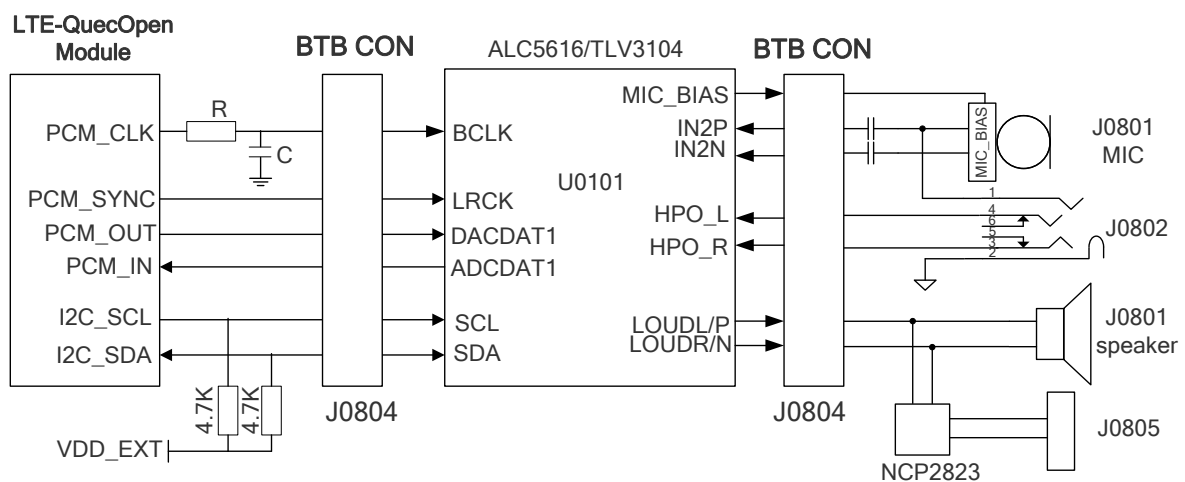 LTE-QuecOpen
Module
BTB CON
ALC5616/TLV3104
BTB CON
PCM_CLK
R
C
BCLK
MIC_BIAS
IN2P
IN2N
MIC_BIAS
J0801
MIC
U0101
PCM_SYNC
LRCK
PCM_OUT
DACDAT1
PCM_IN
ADCDAT1
HPO_L
HPO_R
1
4
6
5
3
2
J0802
I2C_SCL
SCL
I2C_SDA
SDA
LOUDL/P
LOUDR/N
J0801
speaker
4.7K
4.7K
J0804
J0804
VDD_EXT
NCP2823
J0805